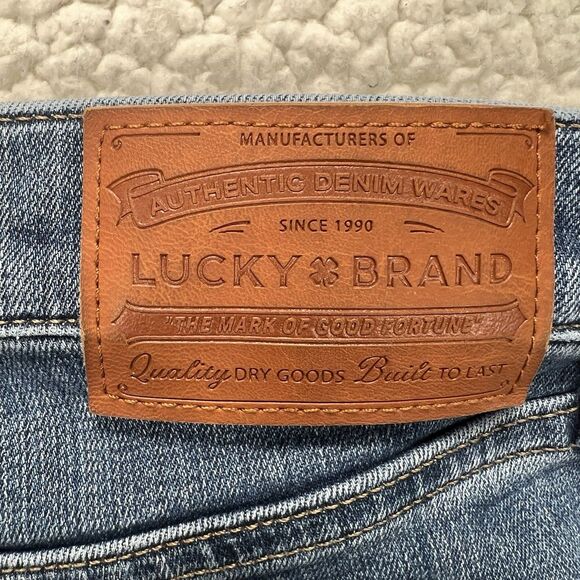 MANUFACTURERS OF
AUTHENTIC DENIM WARES
SINCE 1990
LUCKY BRAND
"THE MARK OF GOOD FORTUNE"
Quality DRY GOODS Built TO LAST